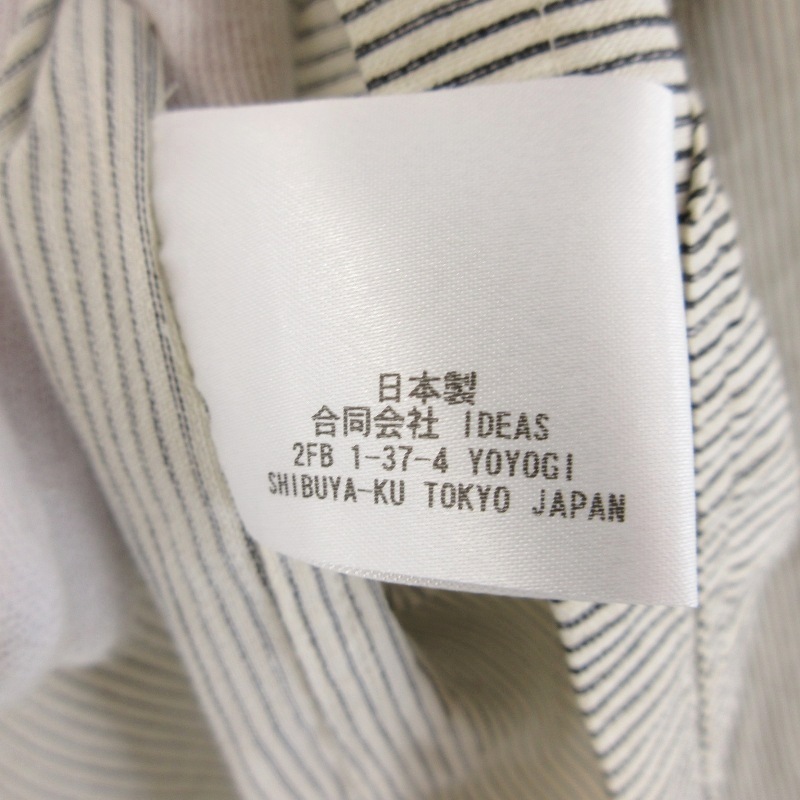 日本製
合同会社 IDEAS
2FB 1-37-4 YOYOGI
SHIBUYA-KU TOKYO JAPAN